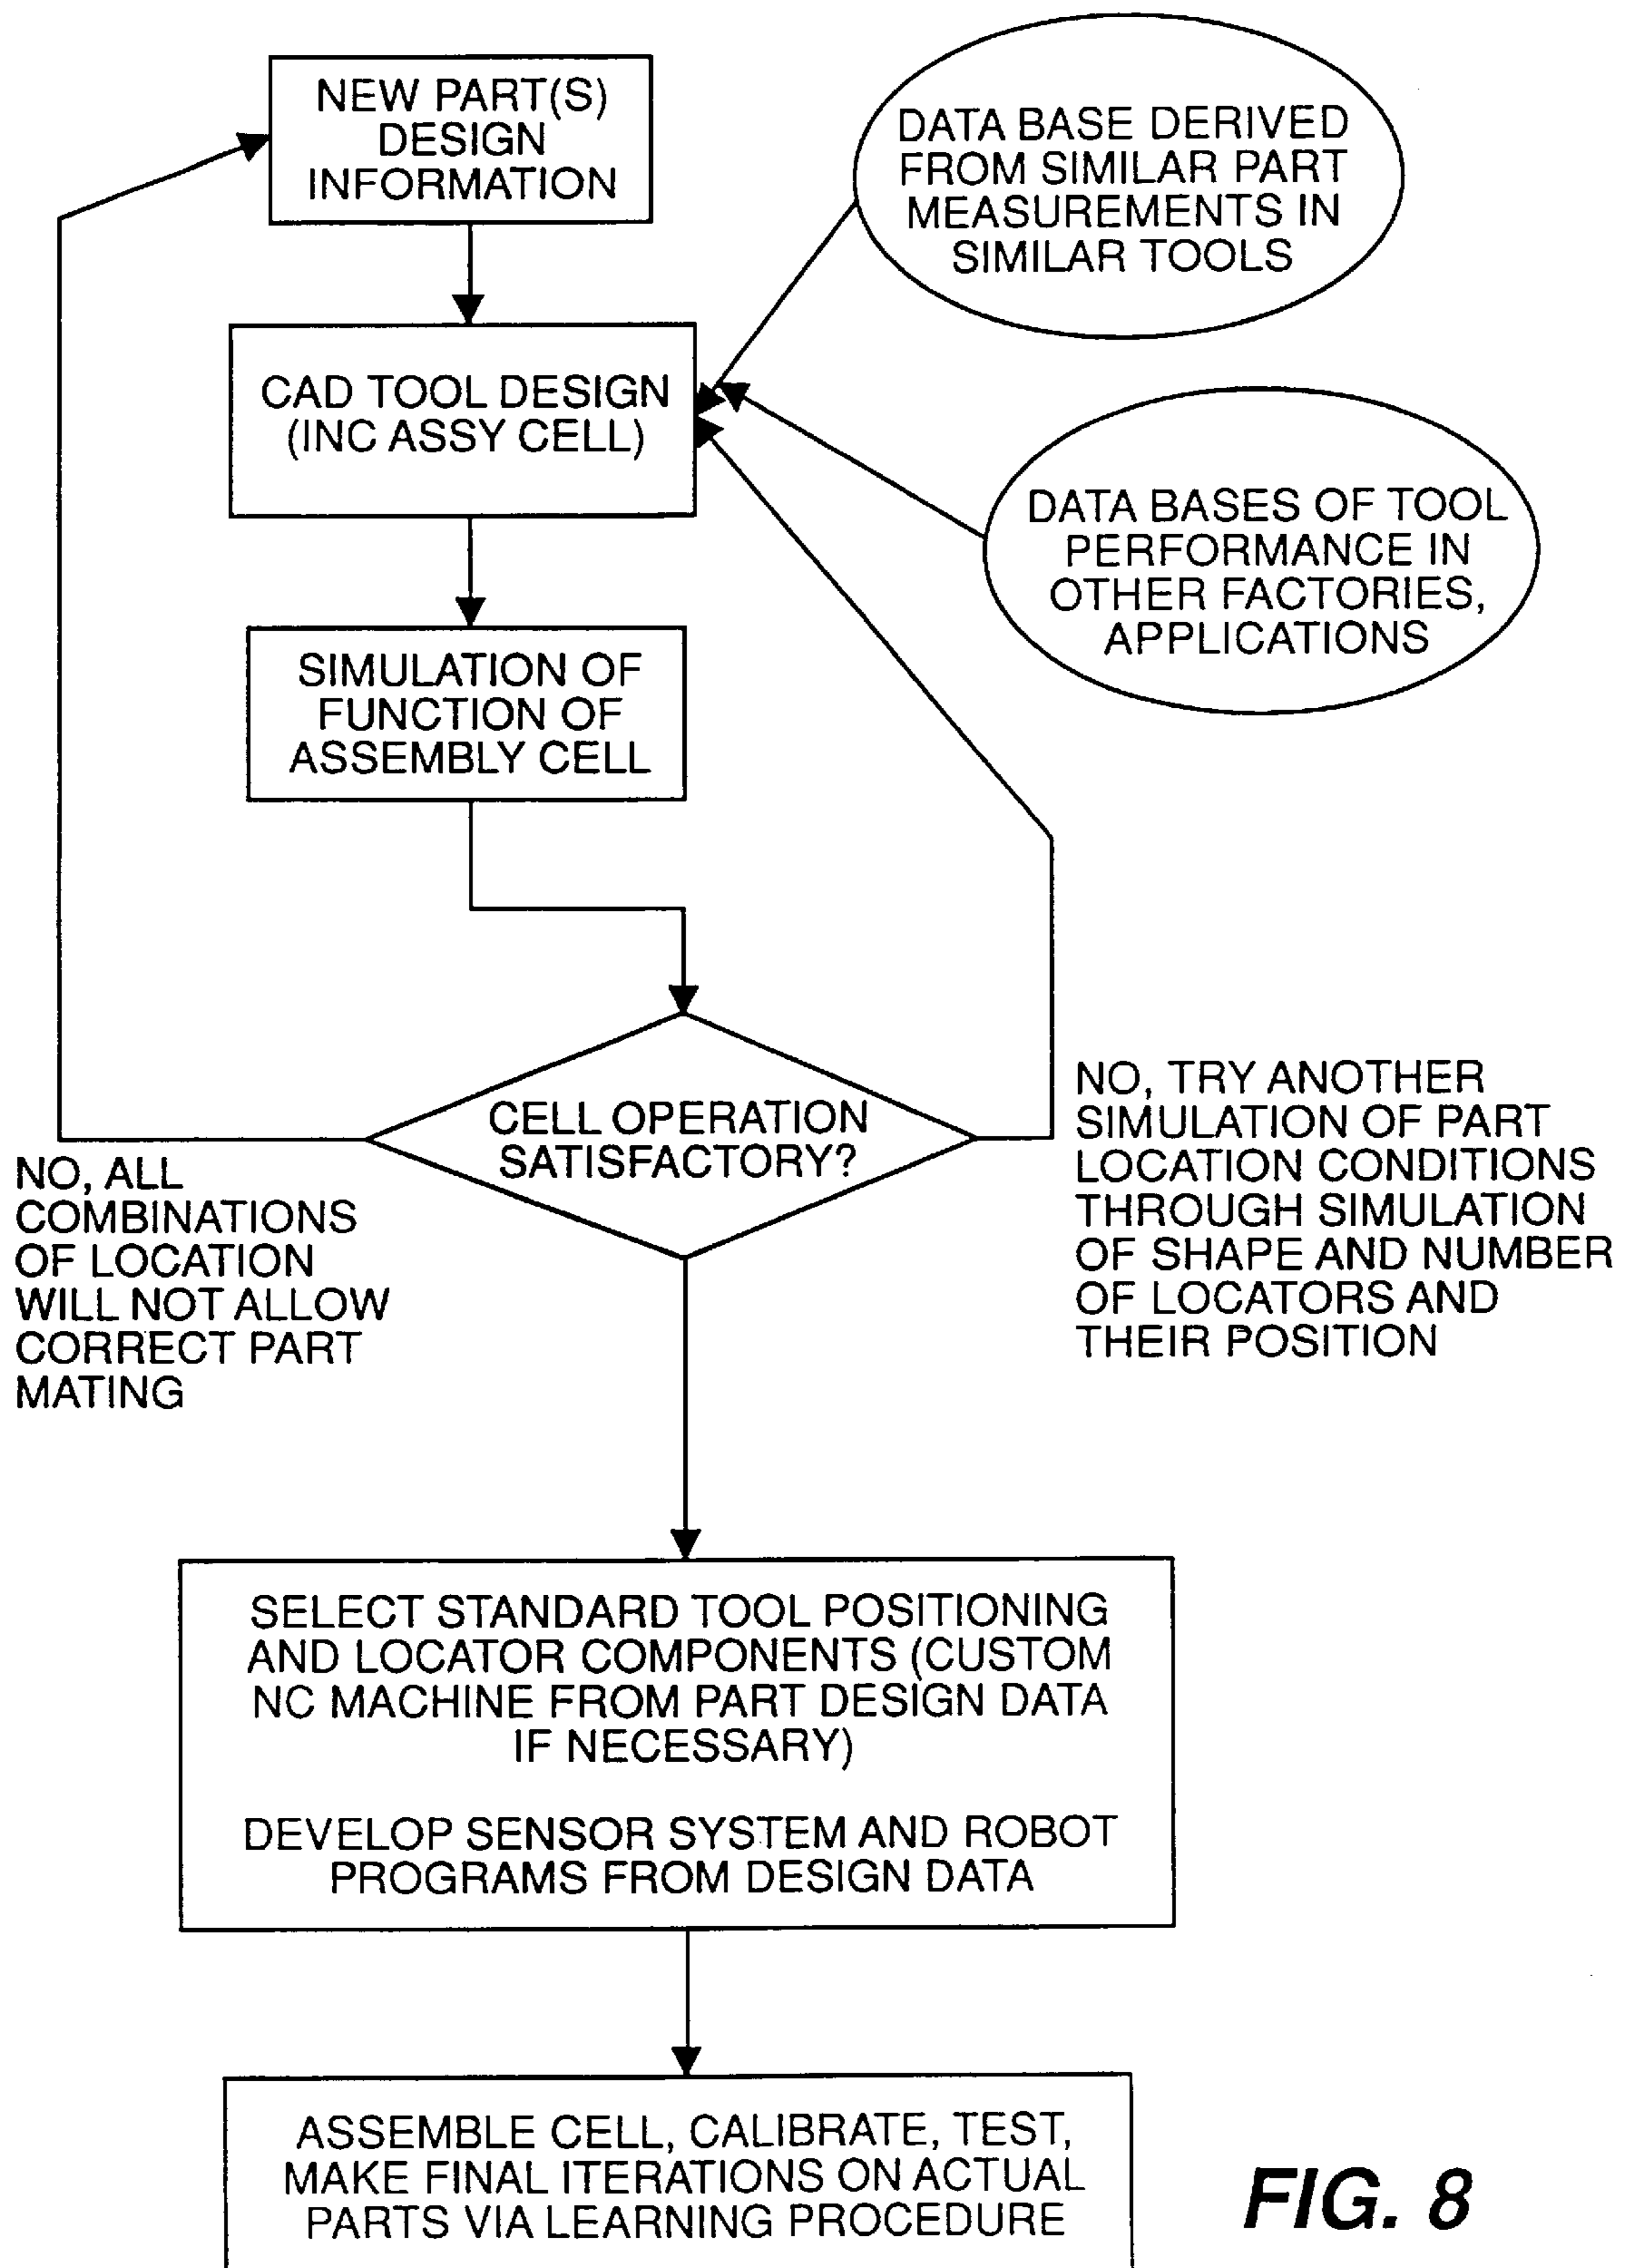 NEW PART(S)
DESIGN
INFORMATION
DATA BASE DERIVED
FROM SIMILAR PART
MEASUREMENTS IN
SIMILAR TOOLS
CAD TOOL DESIGN
(INC ASSY CELL)
DATA BASES OF TOOL
PERFORMANCE IN
OTHER FACTORIES,
APPLICATIONS
SIMULATION OF
FUNCTION OF
ASSEMBLY CELL
CELL OPERATION
SATISFACTORY?
NO, ALL
COMBINATIONS
OF LOCATION
WILL NOT ALLOW
CORRECT PART
MATING
NO, TRY ANOTHER
SIMULATION OF PART
LOCATION CONDITIONS
THROUGH SIMULATION
OF SHAPE AND NUMBER
OF LOCATORS AND
THEIR POSITION
SELECT STANDARD TOOL POSITIONING
AND LOCATOR COMPONENTS (CUSTOM
NC MACHINE FROM PART DESIGN DATA
IF NECESSARY)
DEVELOP SENSOR SYSTEM AND ROBOT
PROGRAMS FROM DESIGN DATA
ASSEMBLE CELL, CALIBRATE, TEST,
MAKE FINAL ITERATIONS ON ACTUAL
PARTS VIA LEARNING PROCEDURE
FIG. 8